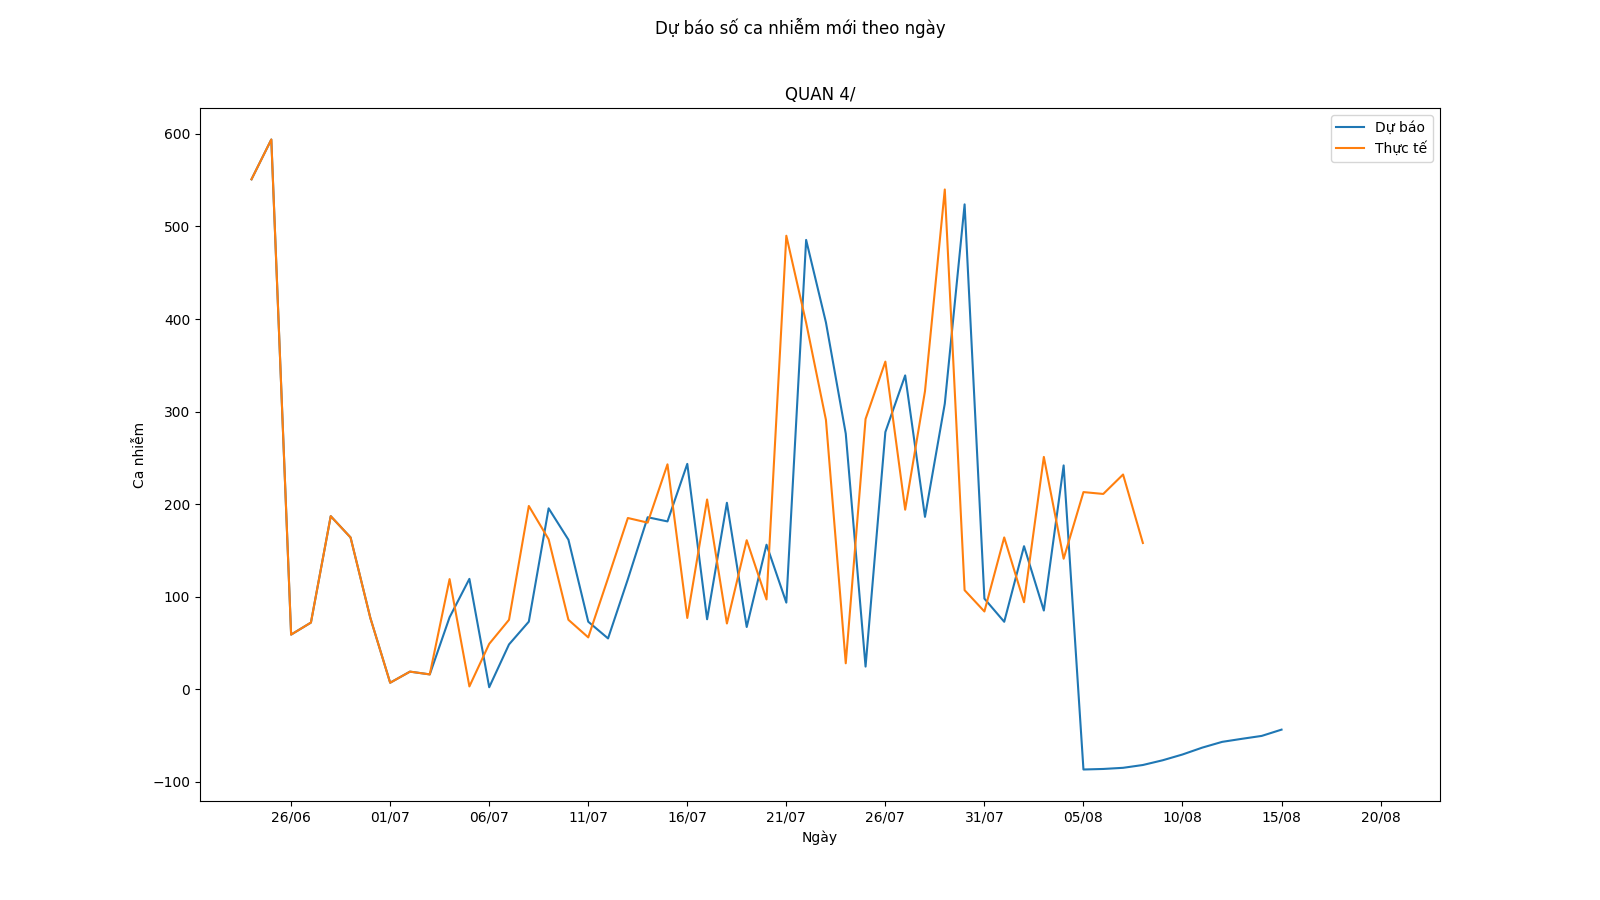 Dự báo số ca nhiễm mới theo ngày
QUAN 4/
Dự báo
Thực tế
600
500
400
300
200
100
0
−100
Ca nhiễm
26/06 01/07 06/07 11/07 16/07 21/07 26/07 31/07 05/08 10/08 15/08 20/08
Ngày